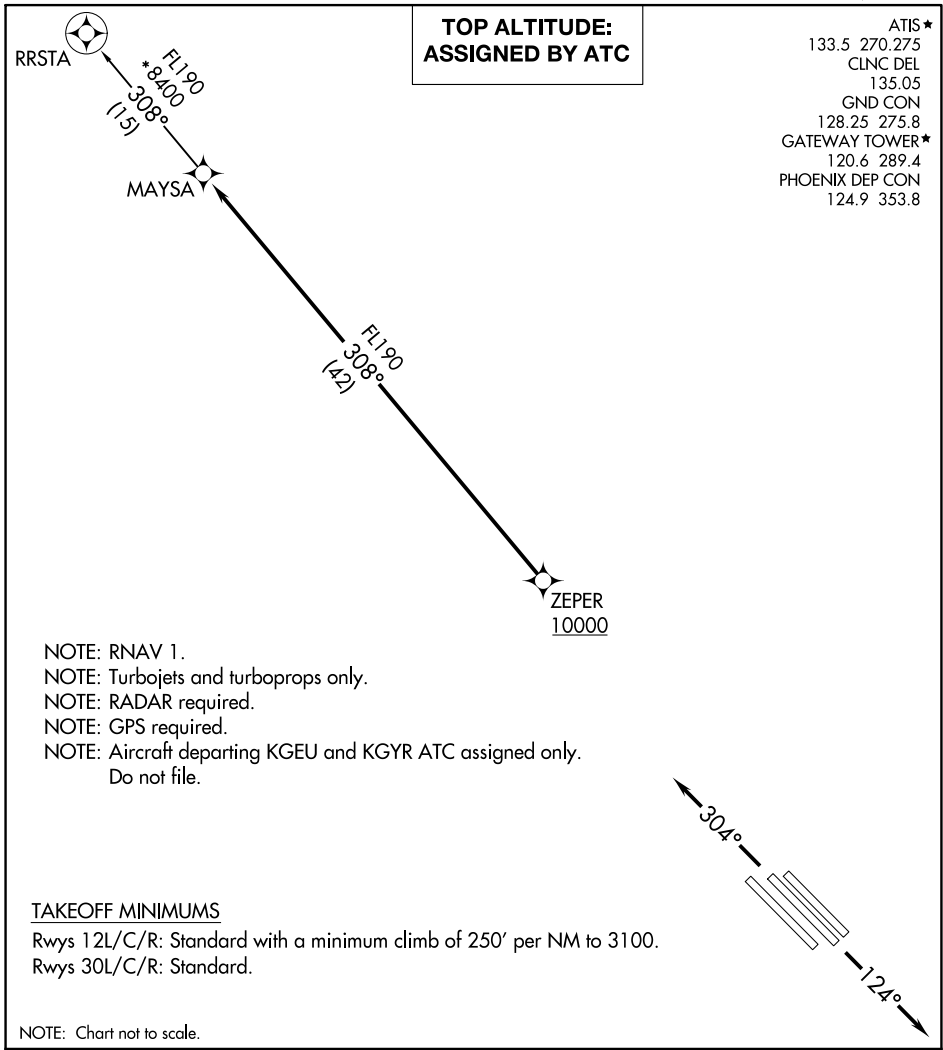 TOP ALTITUDE:
ASSIGNED BY ATC
ATIS★
133.5 270.275
CLNC DEL
135.05
GND CON
128.25 275.8
GATEWAY TOWER★
120.6 289.4
PHOENIX DEP CON
124.9 353.8
RRSTA
FL190
*8400
308°
(15)
MAYSA
FL190
308°
(42)
ZEPER
10000
NOTE: RNAV 1.
NOTE: Turbojets and turboprops only.
NOTE: RADAR required.
NOTE: GPS required.
NOTE: Aircraft departing KGEU and KGYR ATC assigned only.
Do not file.
304°
124°
TAKEOFF MINIMUMS
Rwys 12L/C/R: Standard with a minimum climb of 250' per NM to 3100.
Rwys 30L/C/R: Standard.
NOTE: Chart not to scale.